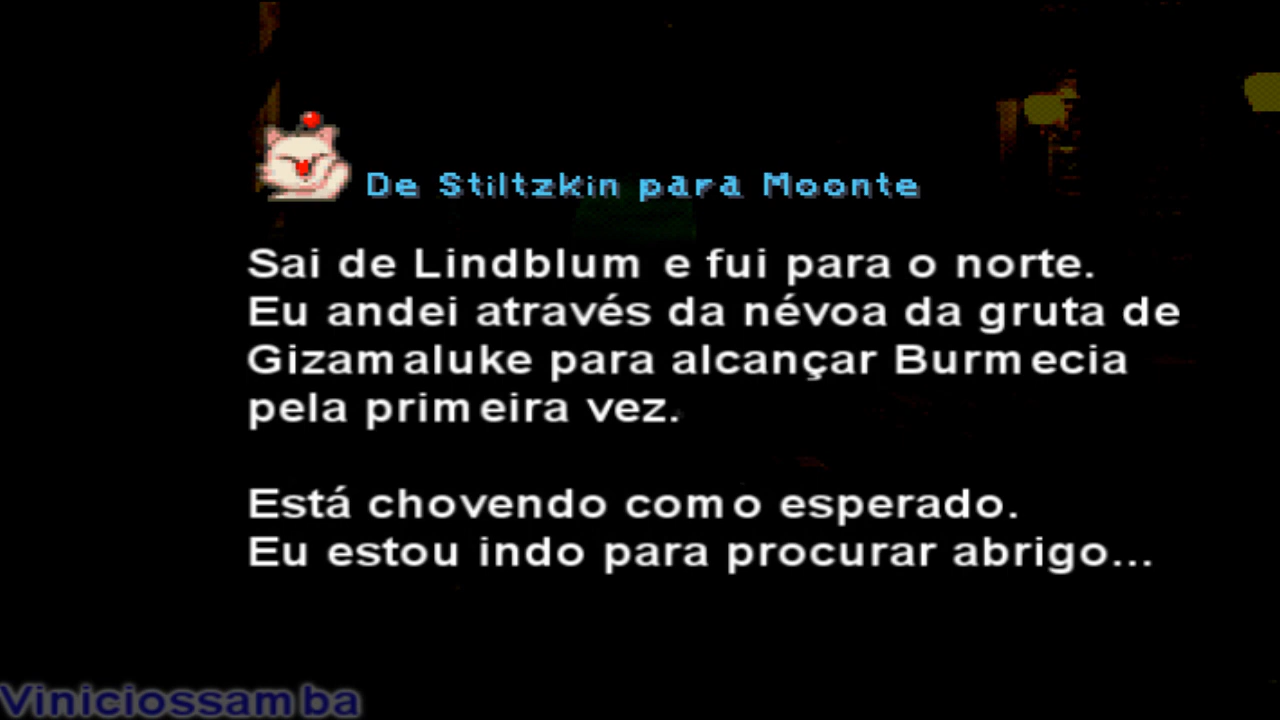 De Stiltzkin para Moonte
Sai de Lindblum e fui para o norte.
Eu andei através da névoa da gruta de
Gizamaluke para alcançar Burmecia
pela primeira vez.
Está chovendo como esperado.
Eu estou indo para procurar abrigo...
Viniciossamba